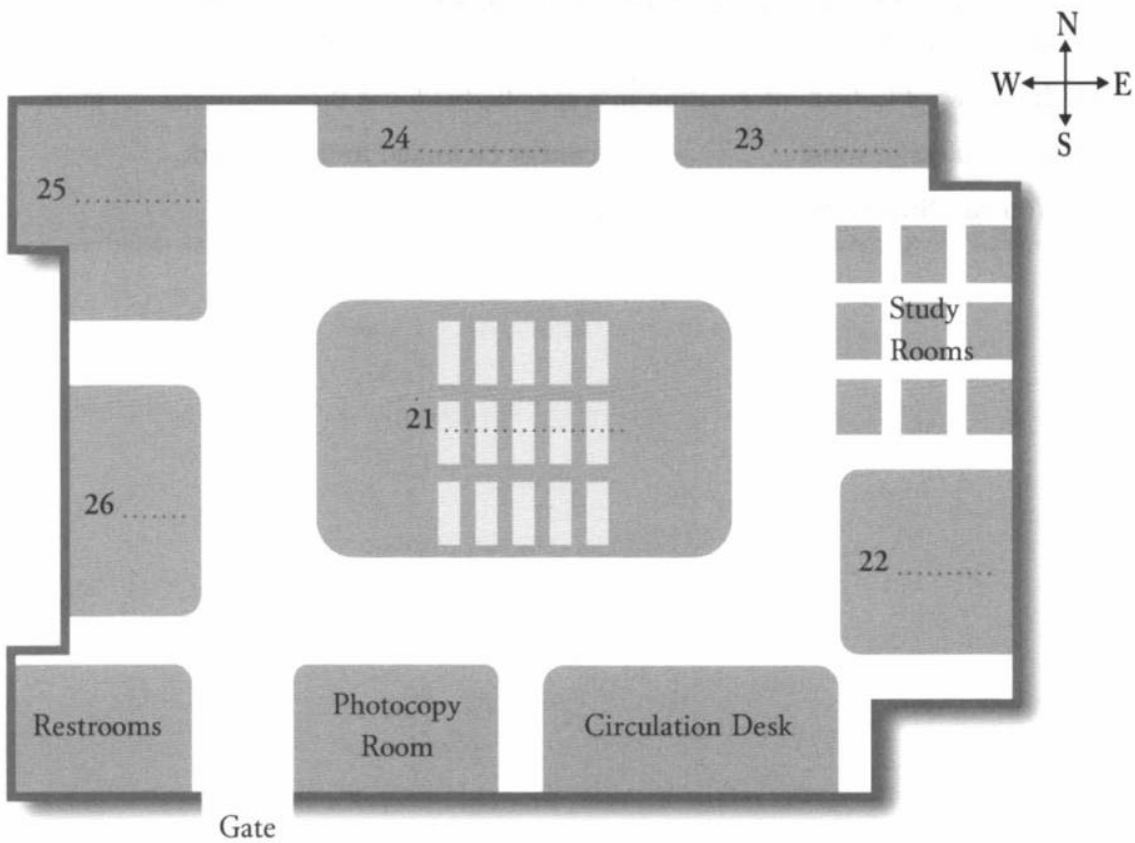 N
W E
S
24 ................
23 ................
25 ................
Study
Rooms
21 ........................
26 .......
22 ............
Restrooms
Photocopy
Room
Circulation Desk
Gate